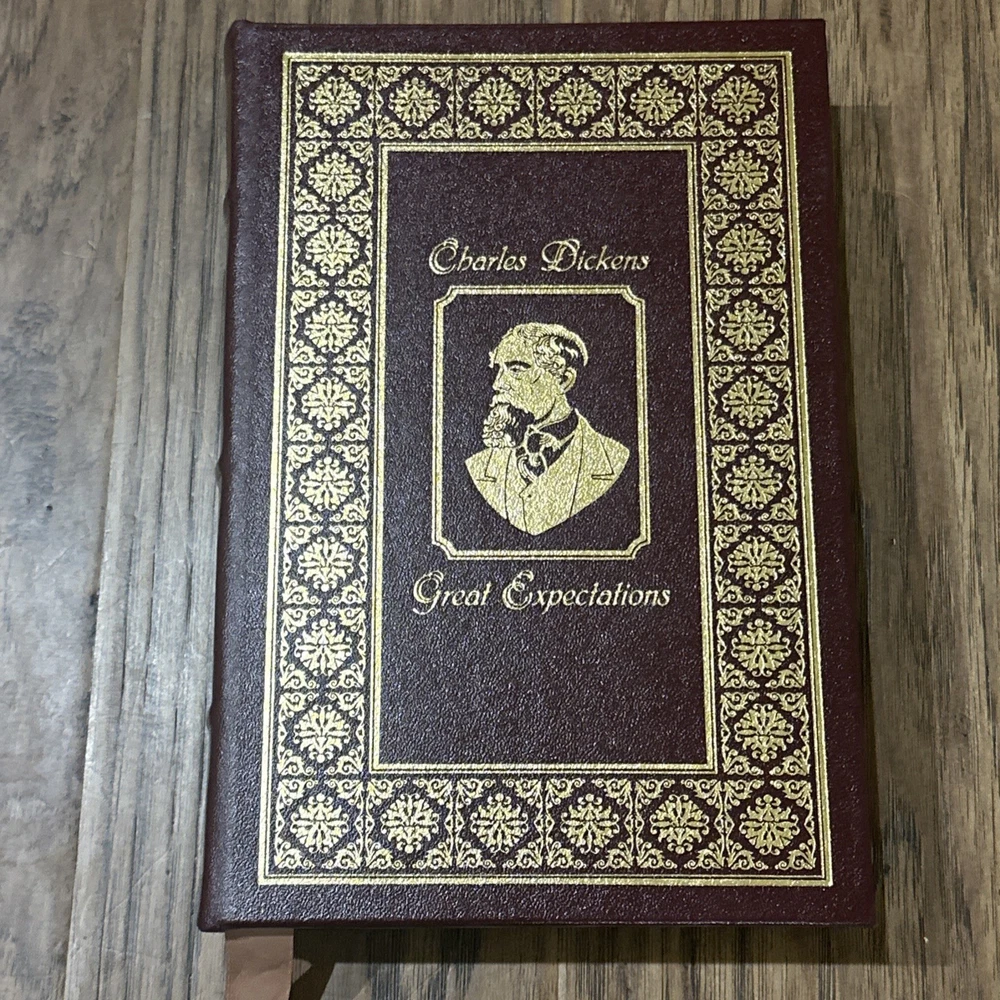 Charles Dickens
Great Expectations